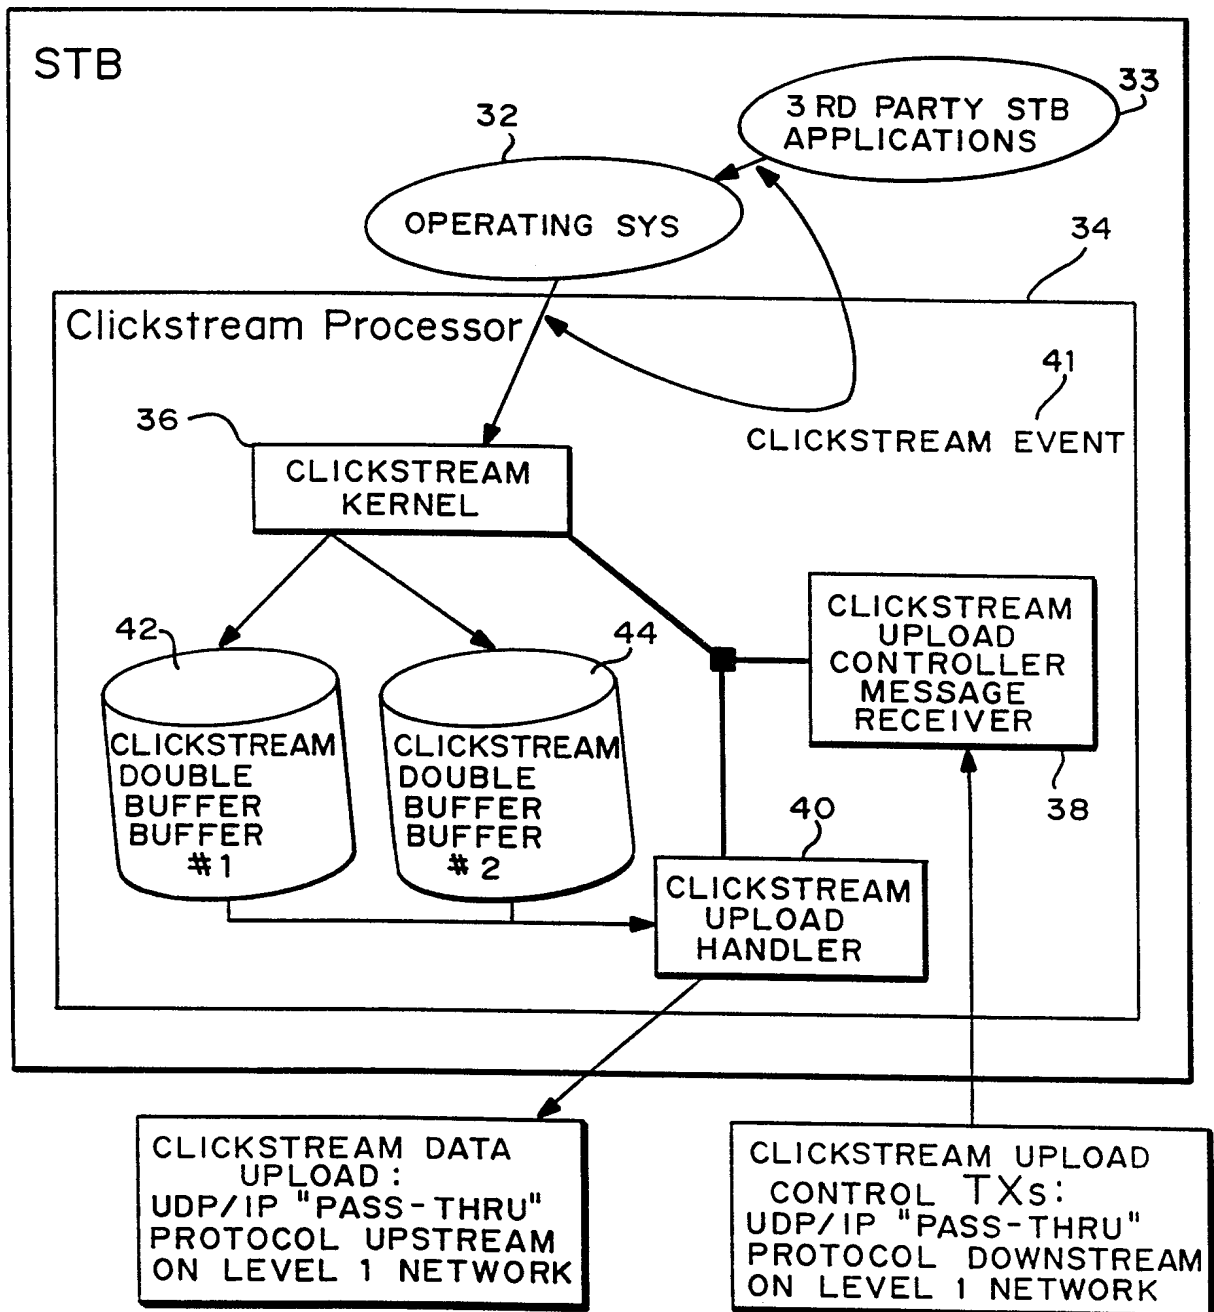 STB
33
3 RD PARTY STB
APPLICATIONS
32
OPERATING SYS
34
Clickstream Processor
41
CLICKSTREAM EVENT
36
CLICKSTREAM
KERNEL
CLICKSTREAM
UPLOAD
CONTROLLER
MESSAGE
RECEIVER
38
42
CLICKSTREAM
DOUBLE
BUFFER
BUFFER
#1
44
CLICKSTREAM
DOUBLE
BUFFER
BUFFER
#2
40
CLICKSTREAM
UPLOAD
HANDLER
CLICKSTREAM DATA
UPLOAD:
UDP/IP "PASS-THRU"
PROTOCOL UPSTREAM
ON LEVEL 1 NETWORK
CLICKSTREAM UPLOAD
CONTROL TXs:
UDP/IP "PASS-THRU"
PROTOCOL DOWNSTREAM
ON LEVEL 1 NETWORK